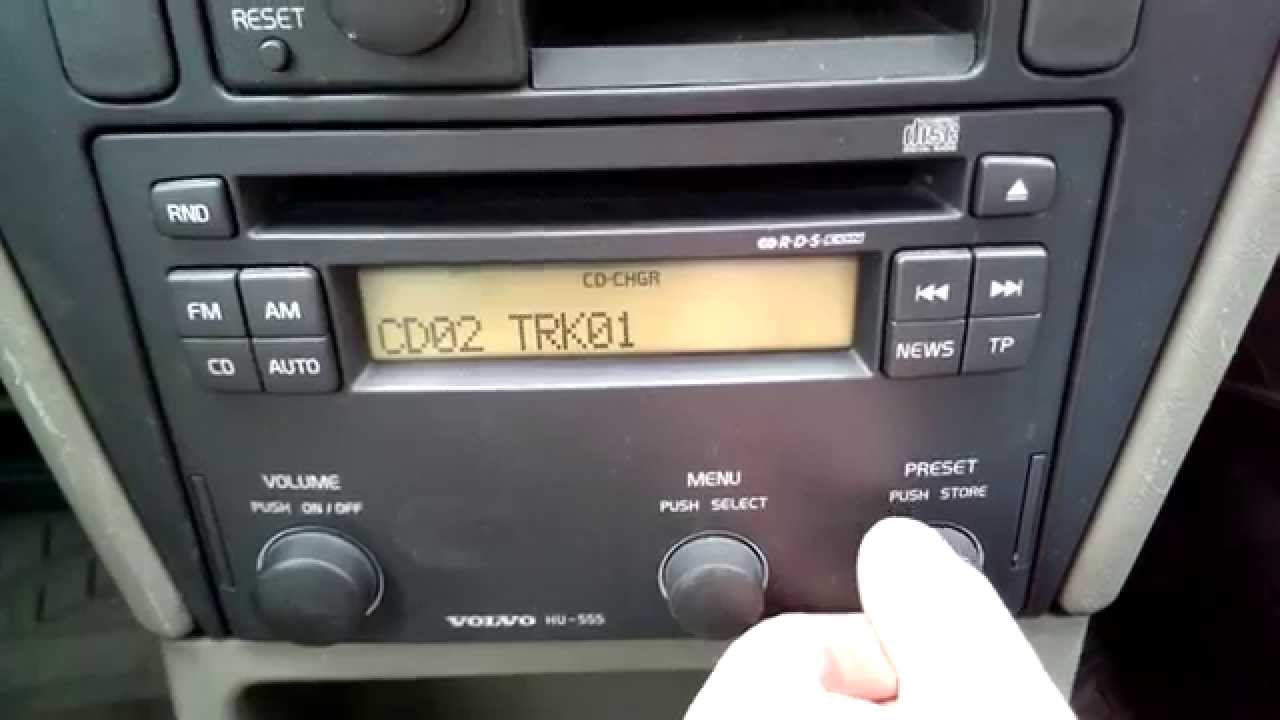 RESET
disc
RND
R·D·S
CD-CHGR
FM
AM
CD02 TRK01
CD
AUTO
NEWS
TP
VOLUME
PUSH ON/OFF
MENU
PUSH SELECT
PRESET
PUSH STORE
VOLVO HU-555